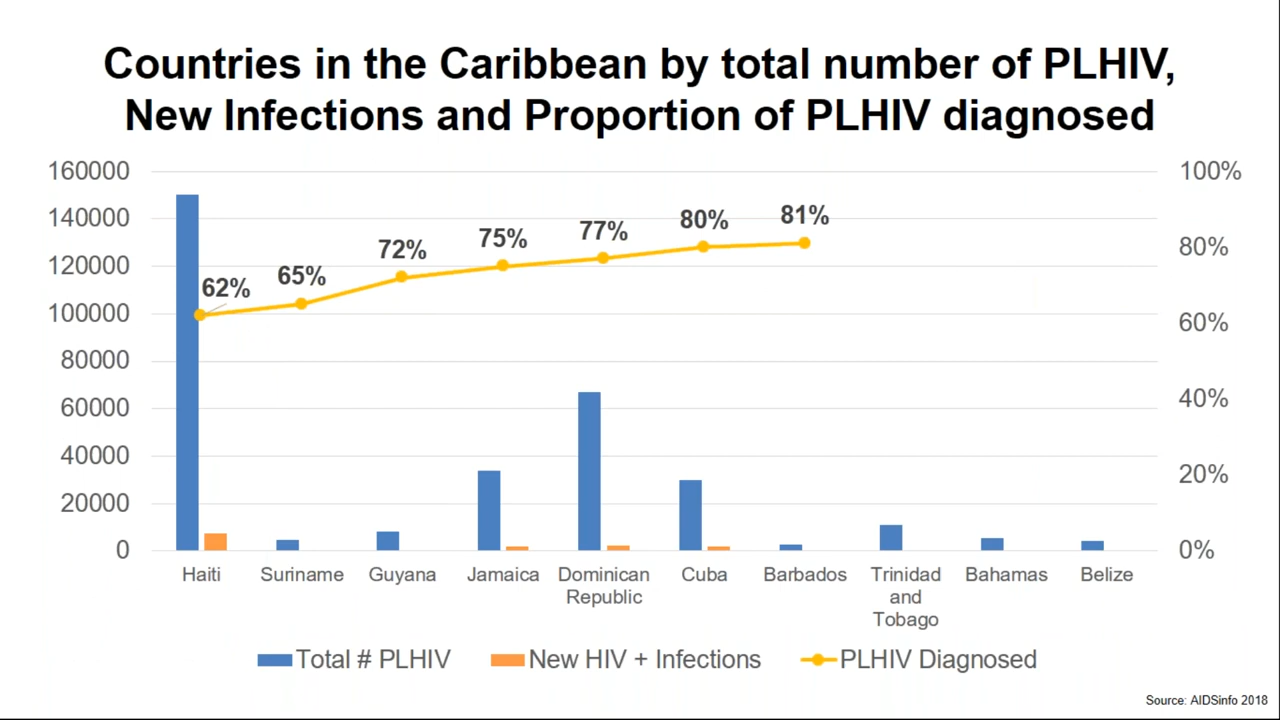 Countries in the Caribbean by total number of PLHIV,
New Infections and Proportion of PLHIV diagnosed
160000
140000
120000
100000
80000
60000
40000
20000
0
100%
80%
60%
40%
20%
0%
62%
65%
72%
75%
77%
80%
81%
Haiti
Suriname
Guyana
Jamaica
Dominican
Republic
Cuba
Barbados
Trinidad
and
Tobago
Bahamas
Belize
Total # PLHIV
New HIV + Infections
PLHIV Diagnosed
Source: AIDSinfo 2018